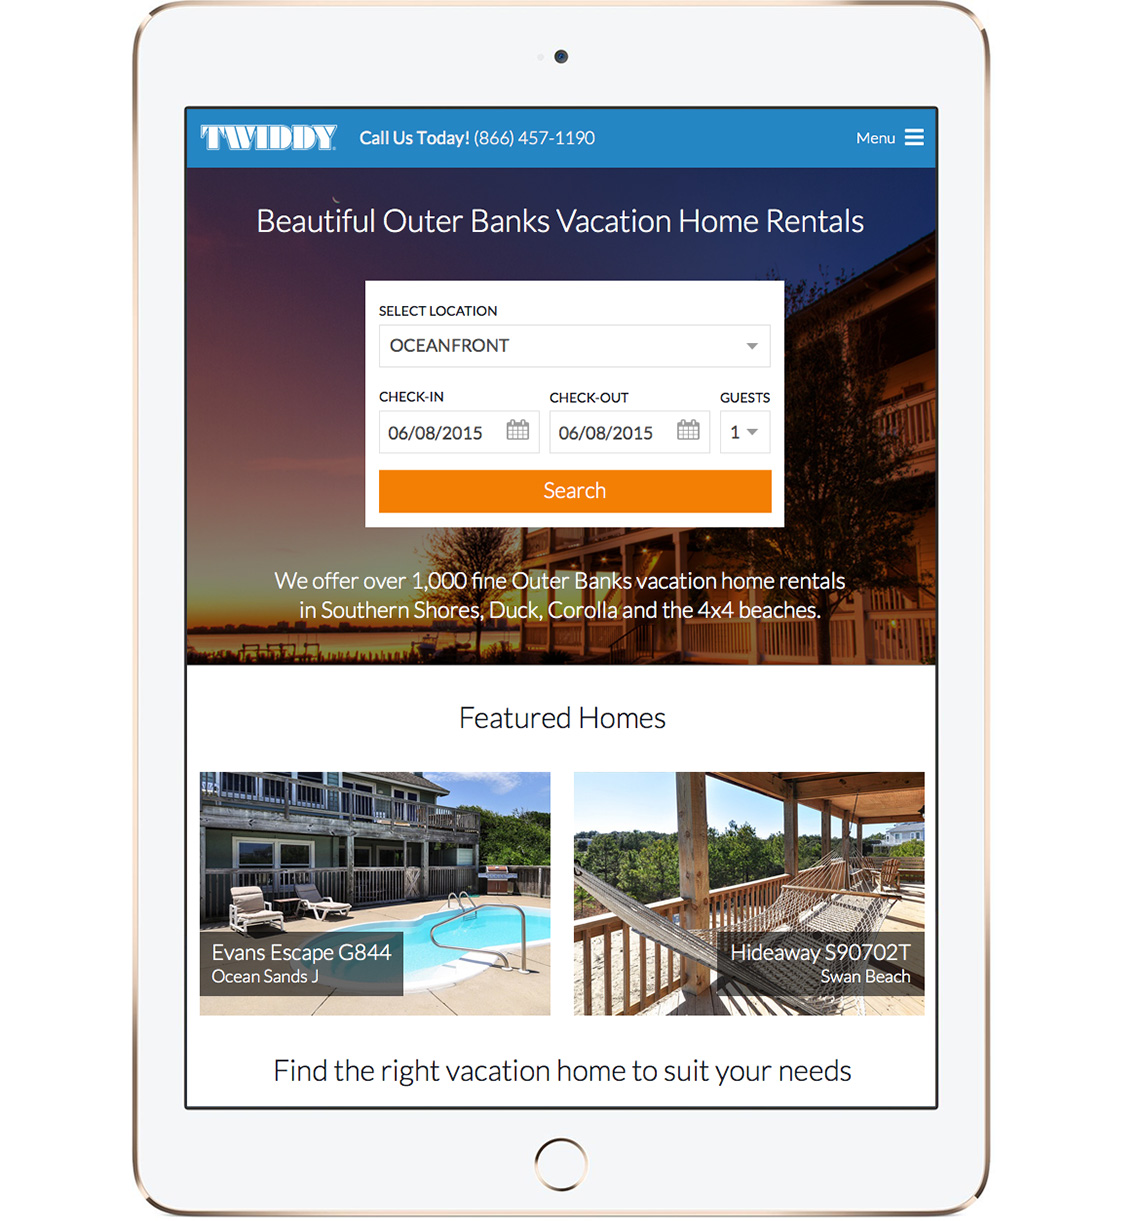 TWIDDY
Call Us Today! (866) 457-1190
Menu
Beautiful Outer Banks Vacation Home Rentals
SELECT LOCATION
OCEANFRONT
CHECK-IN
CHECK-OUT
GUESTS
06/08/2015
06/08/2015
1
Search
We offer over 1,000 fine Outer Banks vacation home rentals
in Southern Shores, Duck, Corolla and the 4x4 beaches.
Featured Homes
Evans Escape G844
Ocean Sands J
Hideaway S90702T
Swan Beach
Find the right vacation home to suit your needs